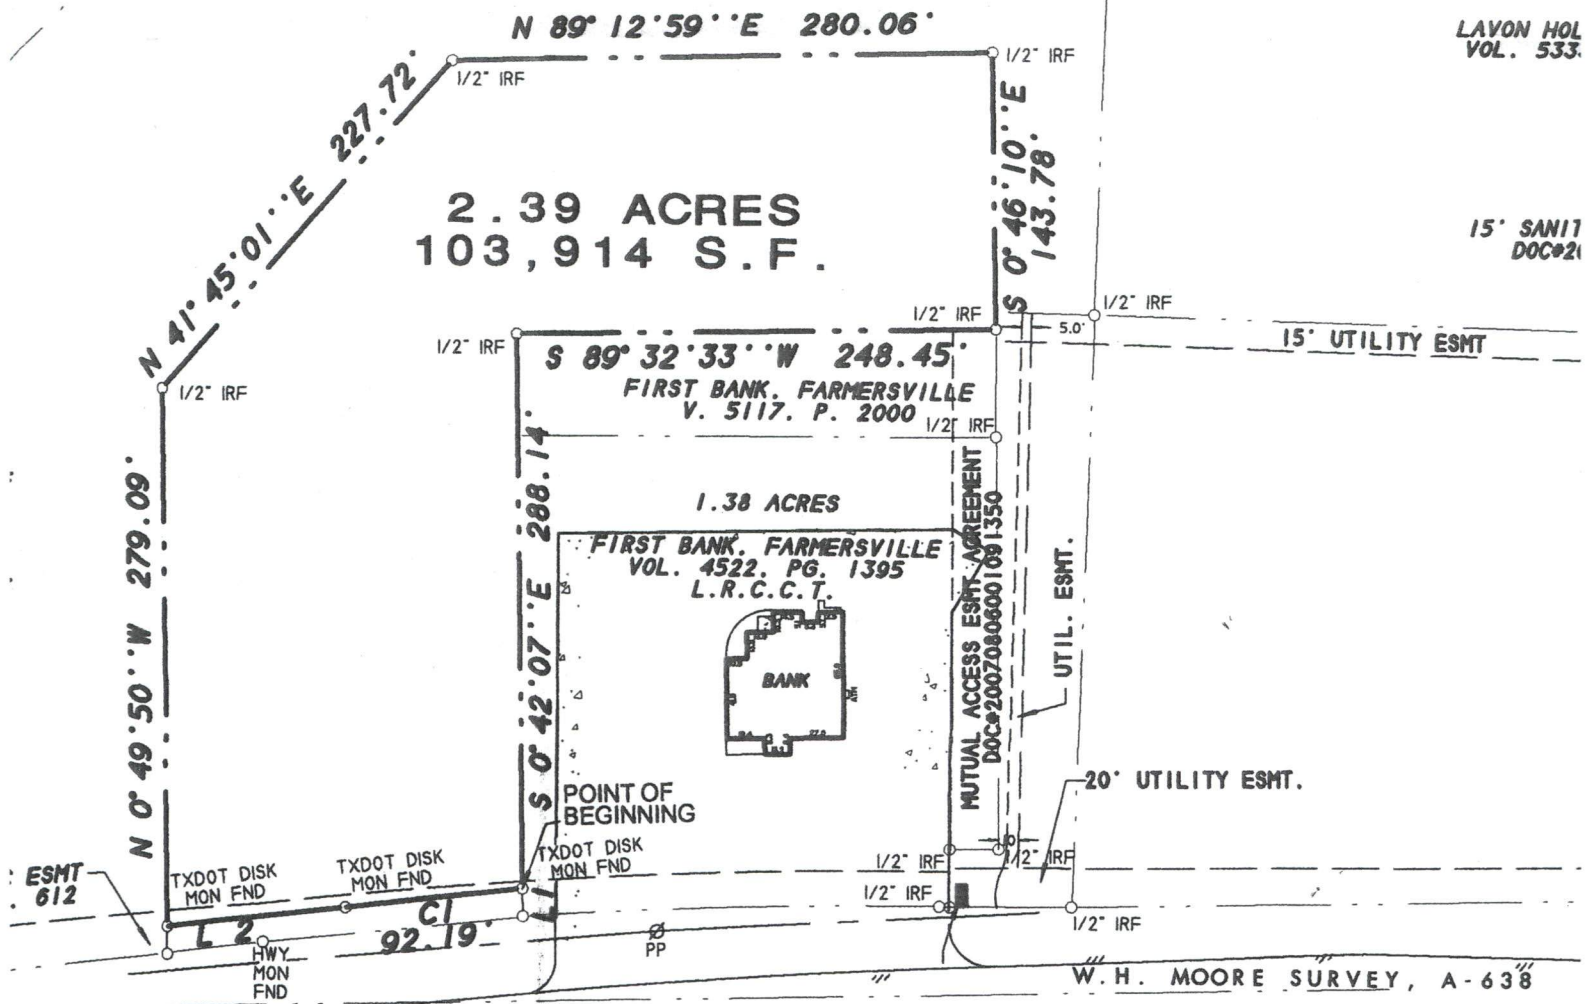 N 89° 12' 59'' E 280.06'
LAVON HOL
VOL. 533
1/2" IRF
1/2" IRF
N 41° 45' 01'' E 227.72'
S 0° 46' 10'' E
143.78'
2.39 ACRES
103,914 S.F.
15' SANIT
DOC#20
1/2" IRF
1/2" IRF
5.0'
15' UTILITY ESMT
1/2" IRF
S 89° 32' 33'' W 248.45'
1/2" IRF
FIRST BANK, FARMERSVILLE
V. 5117, P. 2000
1/2" IRF
N 0° 49' 50'' W 279.09'
S 0° 42' 07'' E 288.14'
1.38 ACRES
FIRST BANK, FARMERSVILLE
VOL. 4522, PG. 1395
L.R.C.C.T.
BANK
ATM
MUTUAL ACCESS ESMT AGREEMENT
DOC#20070806001091350
UTIL. ESMT.
POINT OF
BEGINNING
20' UTILITY ESMT.
ESMT
612
TXDOT DISK
MON FND
TXDOT DISK
MON FND
TXDOT DISK
MON FND
1/2" IRF
1/2" IRF
1/2" IRF
1/2" IRF
L 2
C1
L1
92.19'
HWY
MON
FND
PP
W.H. MOORE SURVEY, A-638